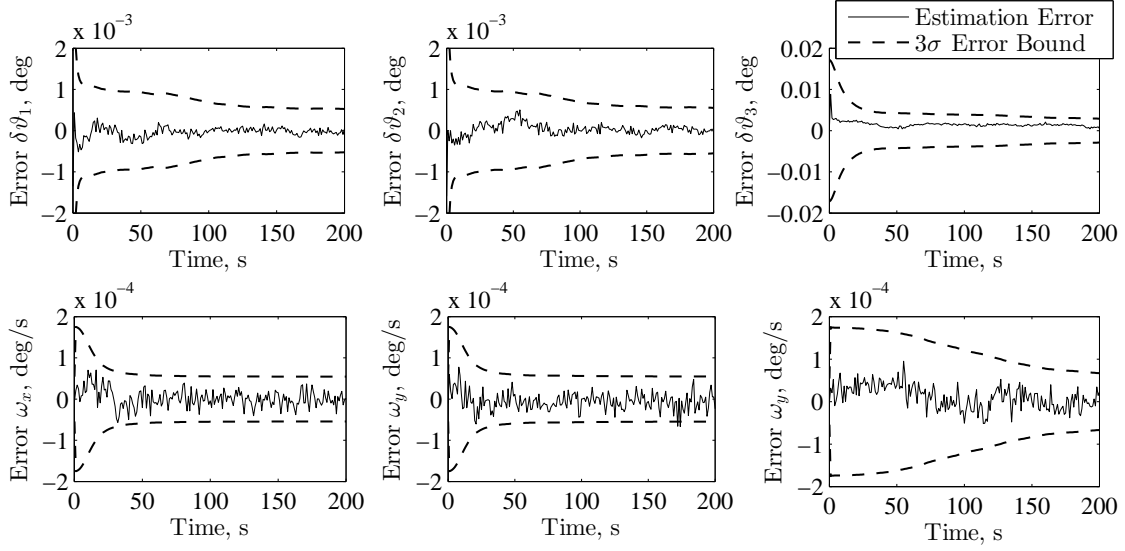 Estimation Error
3σ Error Bound
x 10⁻³
2
1
0
−1
−2
Error δϑ₁, deg
0 50 100 150 200
Time, s
x 10⁻³
2
1
0
−1
−2
Error δϑ₂, deg
0 50 100 150 200
Time, s
0.02
0.01
0
−0.01
−0.02
Error δϑ₃, deg
0 50 100 150 200
Time, s
x 10⁻⁴
2
1
0
−1
−2
Error ωₓ, deg/s
0 50 100 150 200
Time, s
x 10⁻⁴
2
1
0
−1
−2
Error ω_y, deg/s
0 50 100 150 200
Time, s
x 10⁻⁴
2
1
0
−1
−2
Error ω_y, deg/s
0 50 100 150 200
Time, s